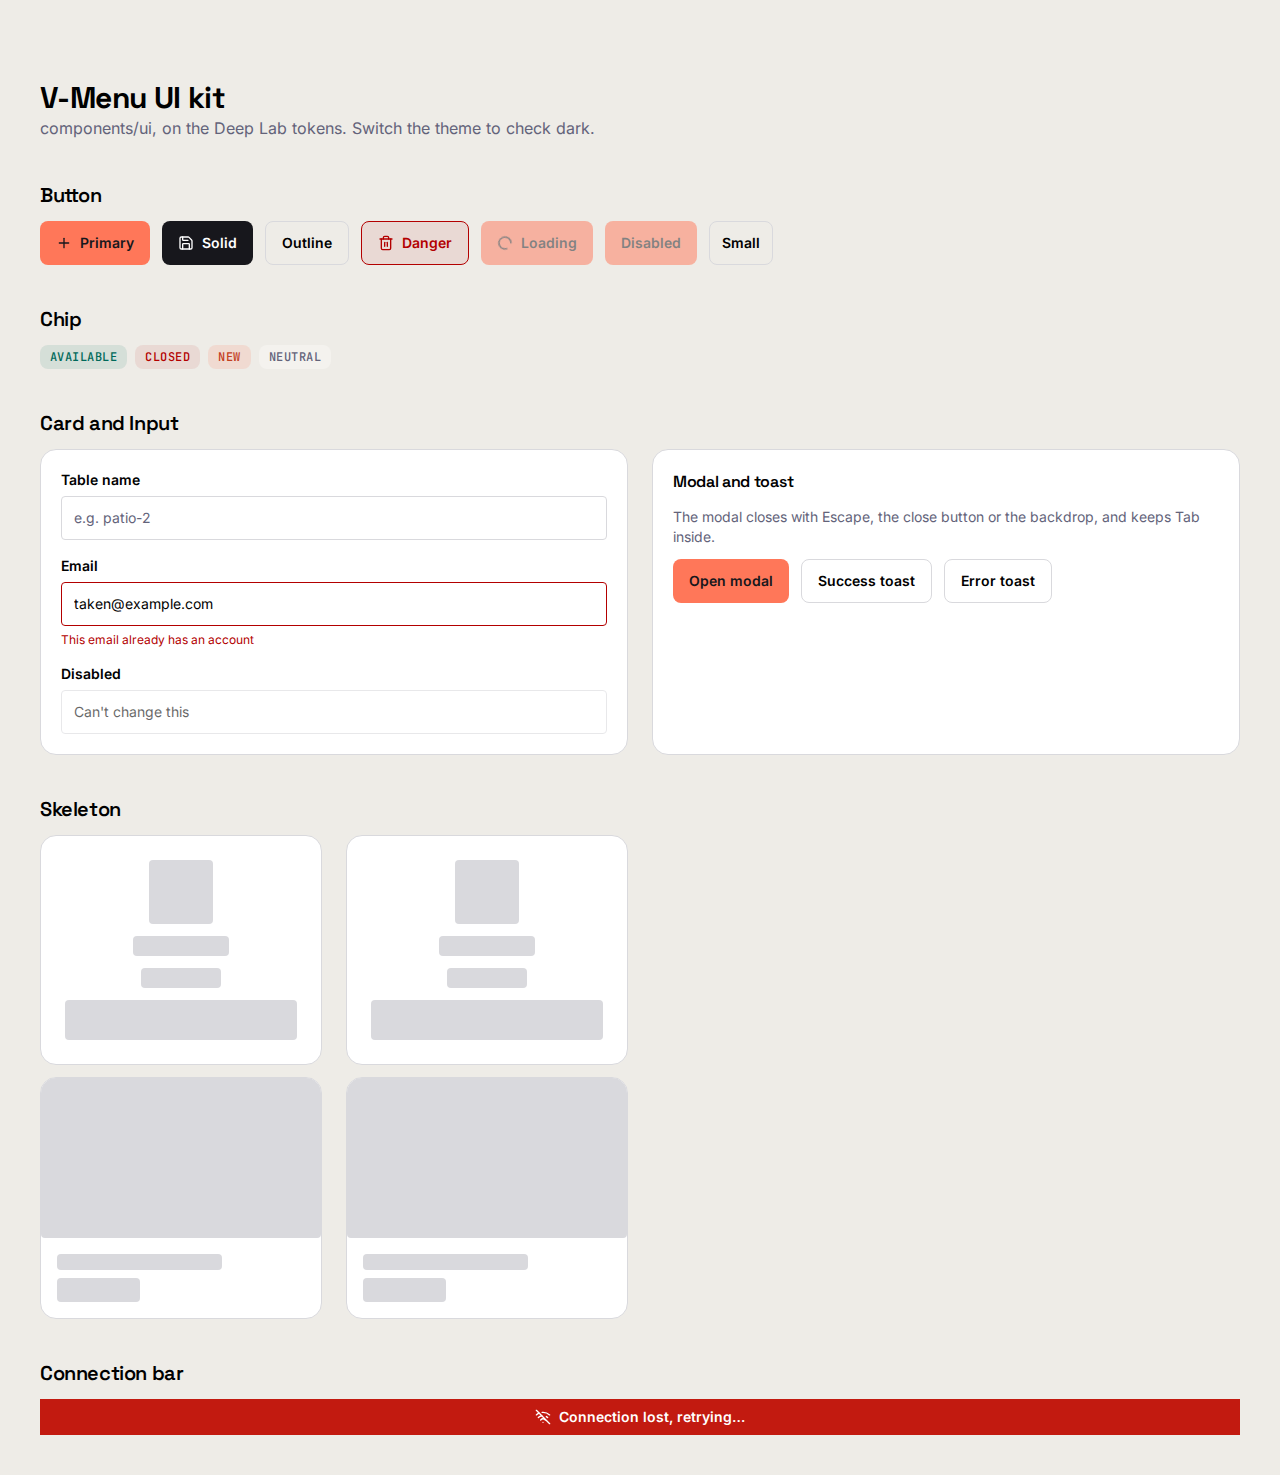 V-Menu UI kit
components/ui, on the Deep Lab tokens. Switch the theme to check dark.
Button
Primary
Solid
Outline
Danger
Loading
Disabled
Small
Chip
AVAILABLE
CLOSED
NEW
NEUTRAL
Card and Input
Table name
e.g. patio-2
Email
taken@example.com
This email already has an account
Disabled
Can't change this
Modal and toast
The modal closes with Escape, the close button or the backdrop, and keeps Tab
inside.
Open modal
Success toast
Error toast
Skeleton
Connection bar
Connection lost, retrying...